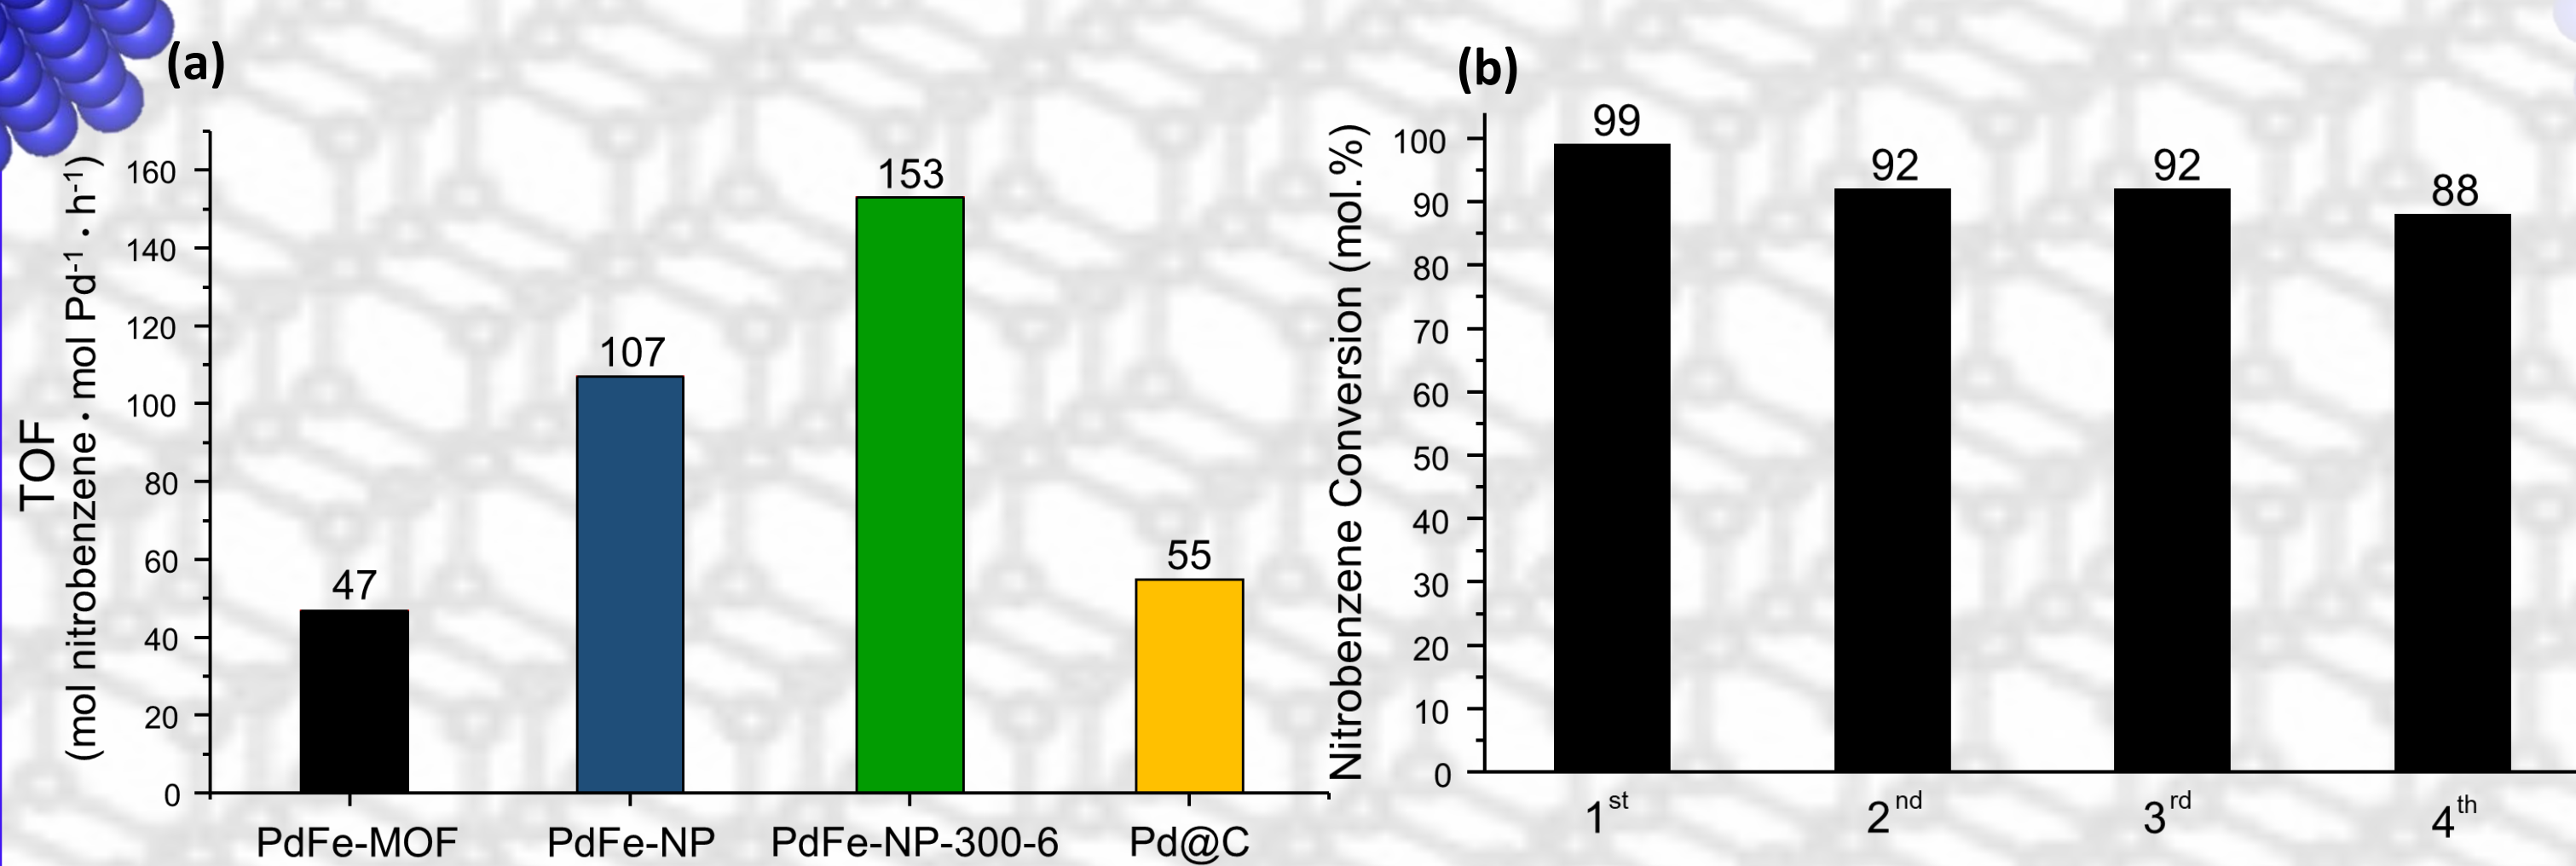 (a)
TOF
(mol nitrobenzene · mol Pd⁻¹ · h⁻¹)
160
140
120
100
80
60
40
20
0
47
107
153
55
PdFe-MOF
PdFe-NP
PdFe-NP-300-6
Pd@C
(b)
Nitrobenzene Conversion (mol.%)
100
90
80
70
60
50
40
30
20
10
0
99
92
92
88
1st
2nd
3rd
4th